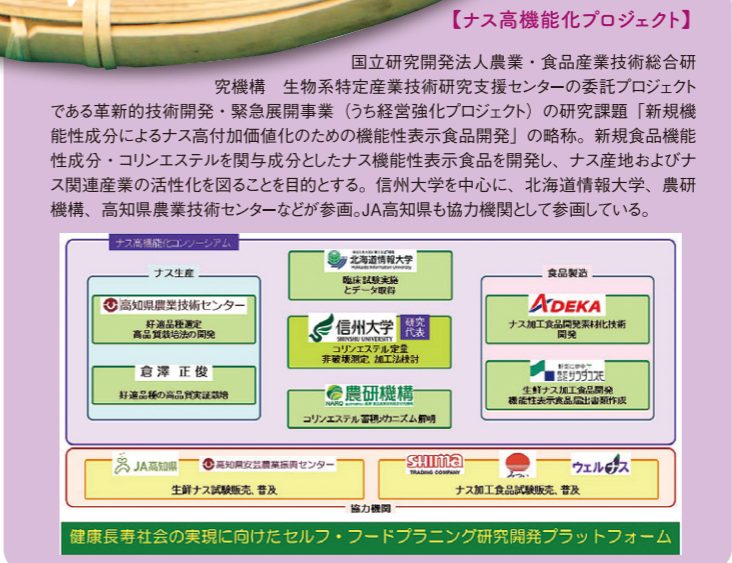 【ナス高機能化プロジェクト】
国立研究開発法人農業・食品産業技術総合研
究機構　生物系特定産業技術研究支援センターの委託プロジェクト
である革新的技術開発・緊急展開事業（うち経営強化プロジェクト）の研究課題「新規機
能性成分によるナス高付加価値化のための機能性表示食品開発」の略称。新規食品機能
性成分・コリンエステルを関与成分としたナス機能性表示食品を開発し、ナス産地およびナ
ス関連産業の活性化を図ることを目的とする。信州大学を中心に、北海道情報大学、農研
機構、高知県農業技術センターなどが参画。JA高知県も協力機関として参画している。
ナス高機能化コンソーシアム
ナス生産
高知県農業技術センター
好適品種選定
高品質栽培法の開発
倉澤 正俊
好適品種の高品質実証栽培
北海道情報大学
臨床試験実施
とデータ取得
信州大学
SHINSHU UNIVERSITY
研究
代表
コリンエステル定量
非破壊測定, 加工法検討
農研機構
NARO
コリンエステル蓄積メカニズム解明
食品製造
ADEKA
ナス加工食品開発素材化技術
開発
株式会社サラダコスモ
生鮮ナス加工食品開発
機能性表示食品届出書類作成
JA高知県
高知県安芸農業振興センター
生鮮ナス試験販売、普及
SHIMA
TRADING COMPANY
ウェルナス
ナス加工食品試験販売、普及
協力機関
健康長寿社会の実現に向けたセルフ・フードプランニング研究開発プラットフォーム